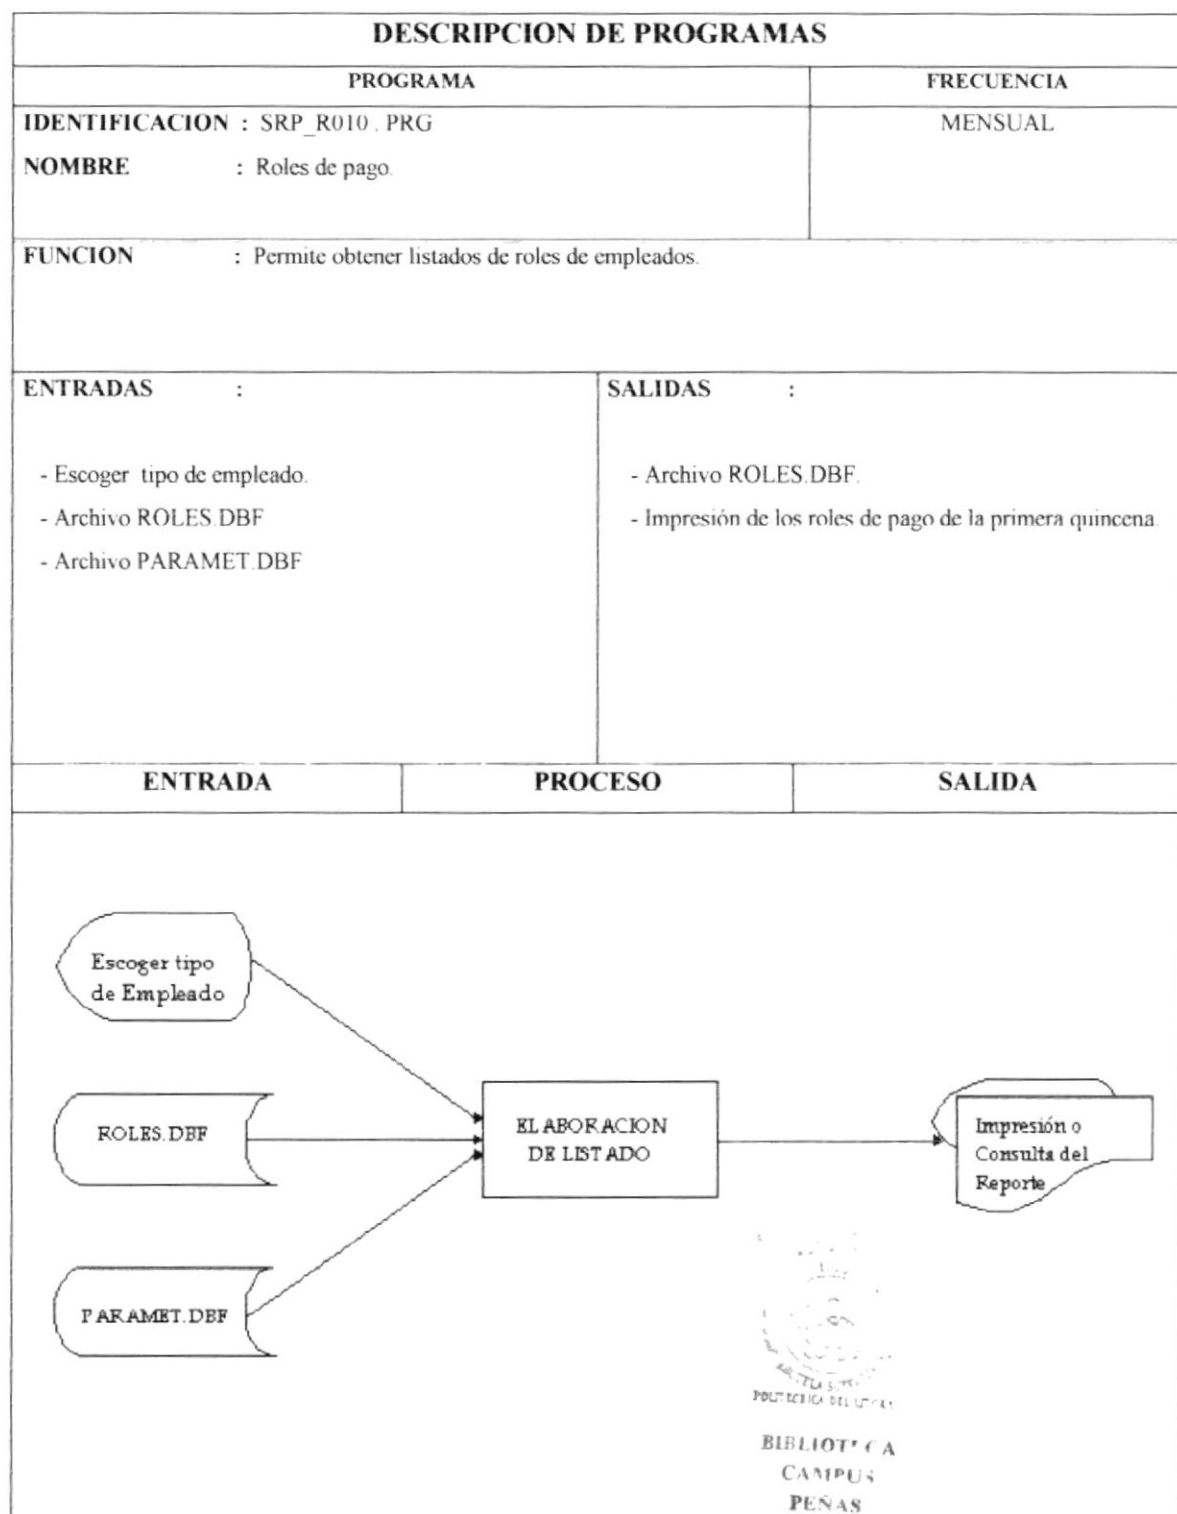 DESCRIPCION DE PROGRAMAS
PROGRAMA
FRECUENCIA
IDENTIFICACION : SRP_R010 . PRG
MENSUAL
NOMBRE : Roles de pago.
FUNCION : Permite obtener listados de roles de empleados.
ENTRADAS :
- Escoger tipo de empleado.
- Archivo ROLES.DBF
- Archivo PARAMET.DBF
SALIDAS :
- Archivo ROLES.DBF.
- Impresión de los roles de pago de la primera quincena.
ENTRADA
PROCESO
SALIDA
Escoger tipo
de Empleado
ROLES.DBF
PARAMET.DBF
ELABORACION
DE LISTADO
Impresión o
Consulta del
Reporte
POLITECNICA DEL
CAMPUS
PEÑAS